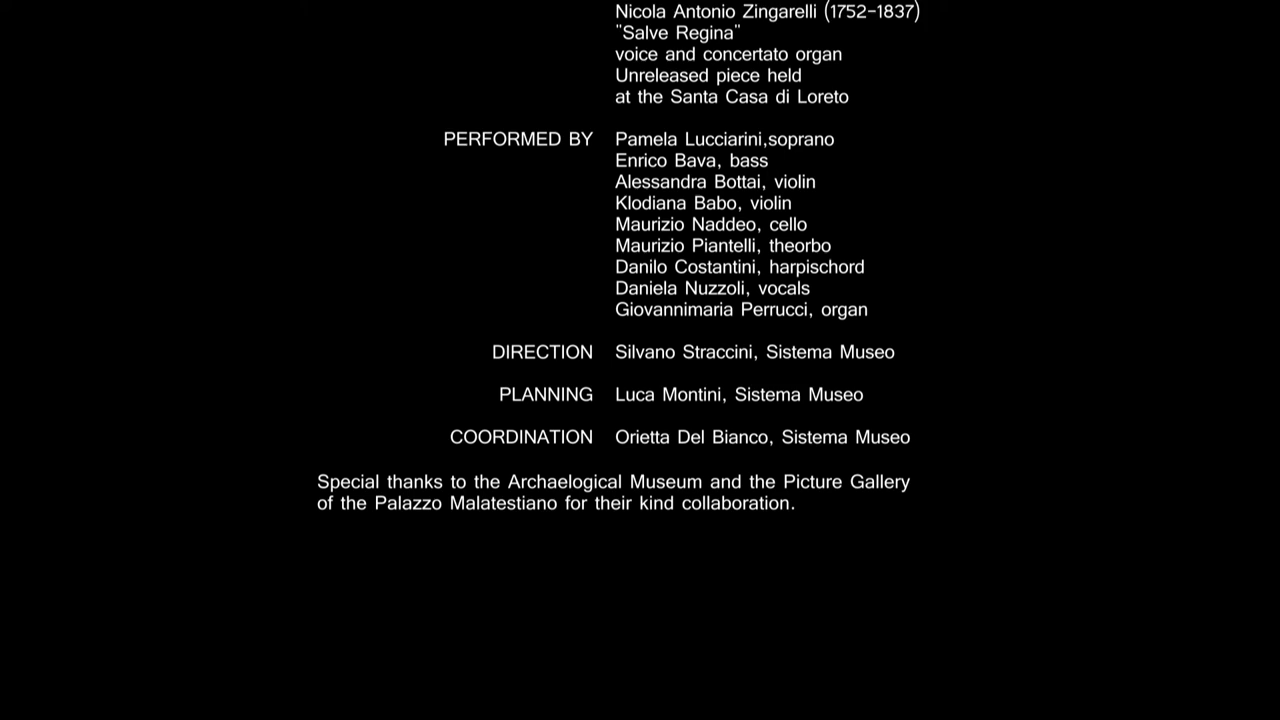 Nicola Antonio Zingarelli (1752-1837)
"Salve Regina"
voice and concertato organ
Unreleased piece held
at the Santa Casa di Loreto
PERFORMED BY Pamela Lucciarini,soprano
Enrico Bava, bass
Alessandra Bottai, violin
Klodiana Babo, violin
Maurizio Naddeo, cello
Maurizio Piantelli, theorbo
Danilo Costantini, harpischord
Daniela Nuzzoli, vocals
Giovannimaria Perrucci, organ
DIRECTION Silvano Straccini, Sistema Museo
PLANNING Luca Montini, Sistema Museo
COORDINATION Orietta Del Bianco, Sistema Museo
Special thanks to the Archaelogical Museum and the Picture Gallery
of the Palazzo Malatestiano for their kind collaboration.